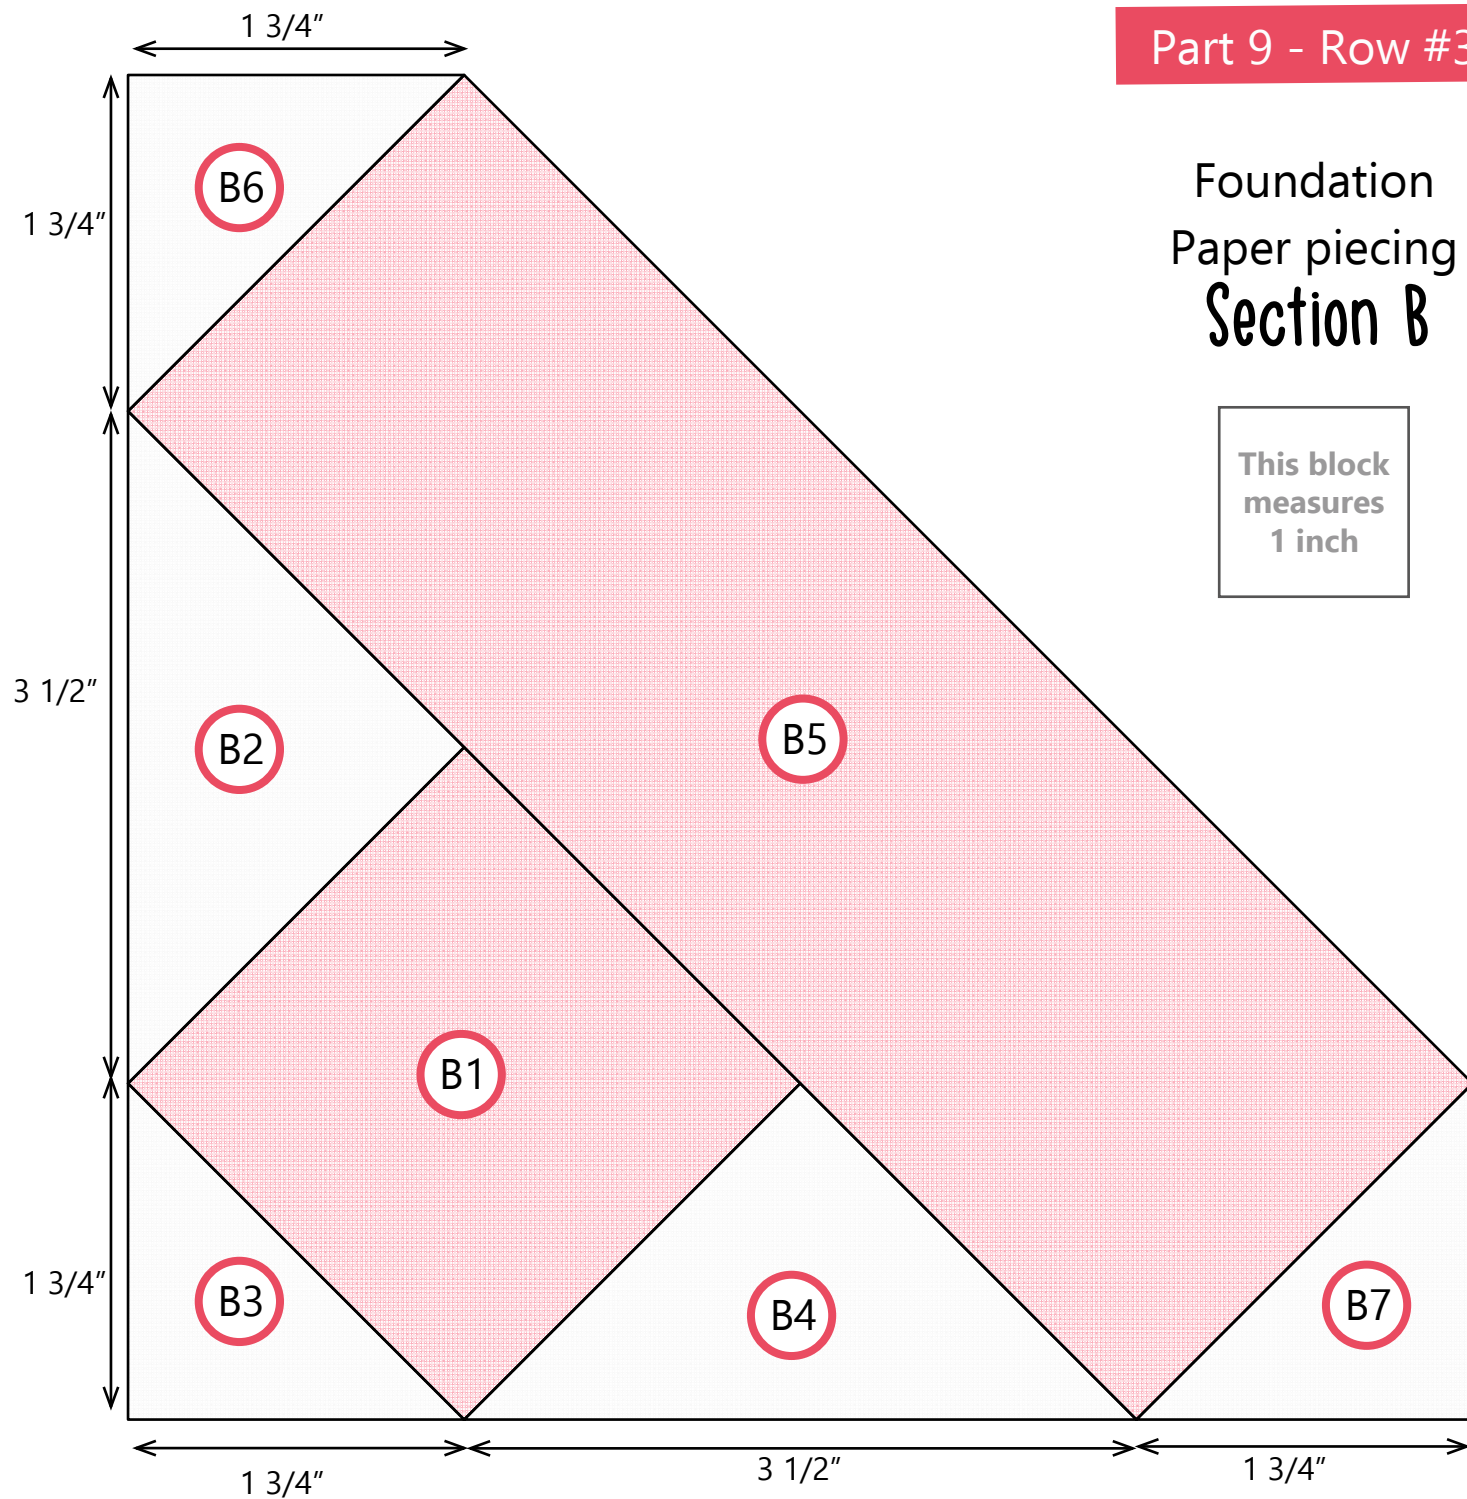 1 3/4”
Part 9 - Row #3
B6
1 3/4”
Foundation
Paper piecing
Section B
This block
measures
1 inch
3 1/2”
B2
B5
B1
1 3/4”
B3
B4
B7
1 3/4”
3 1/2”
1 3/4”